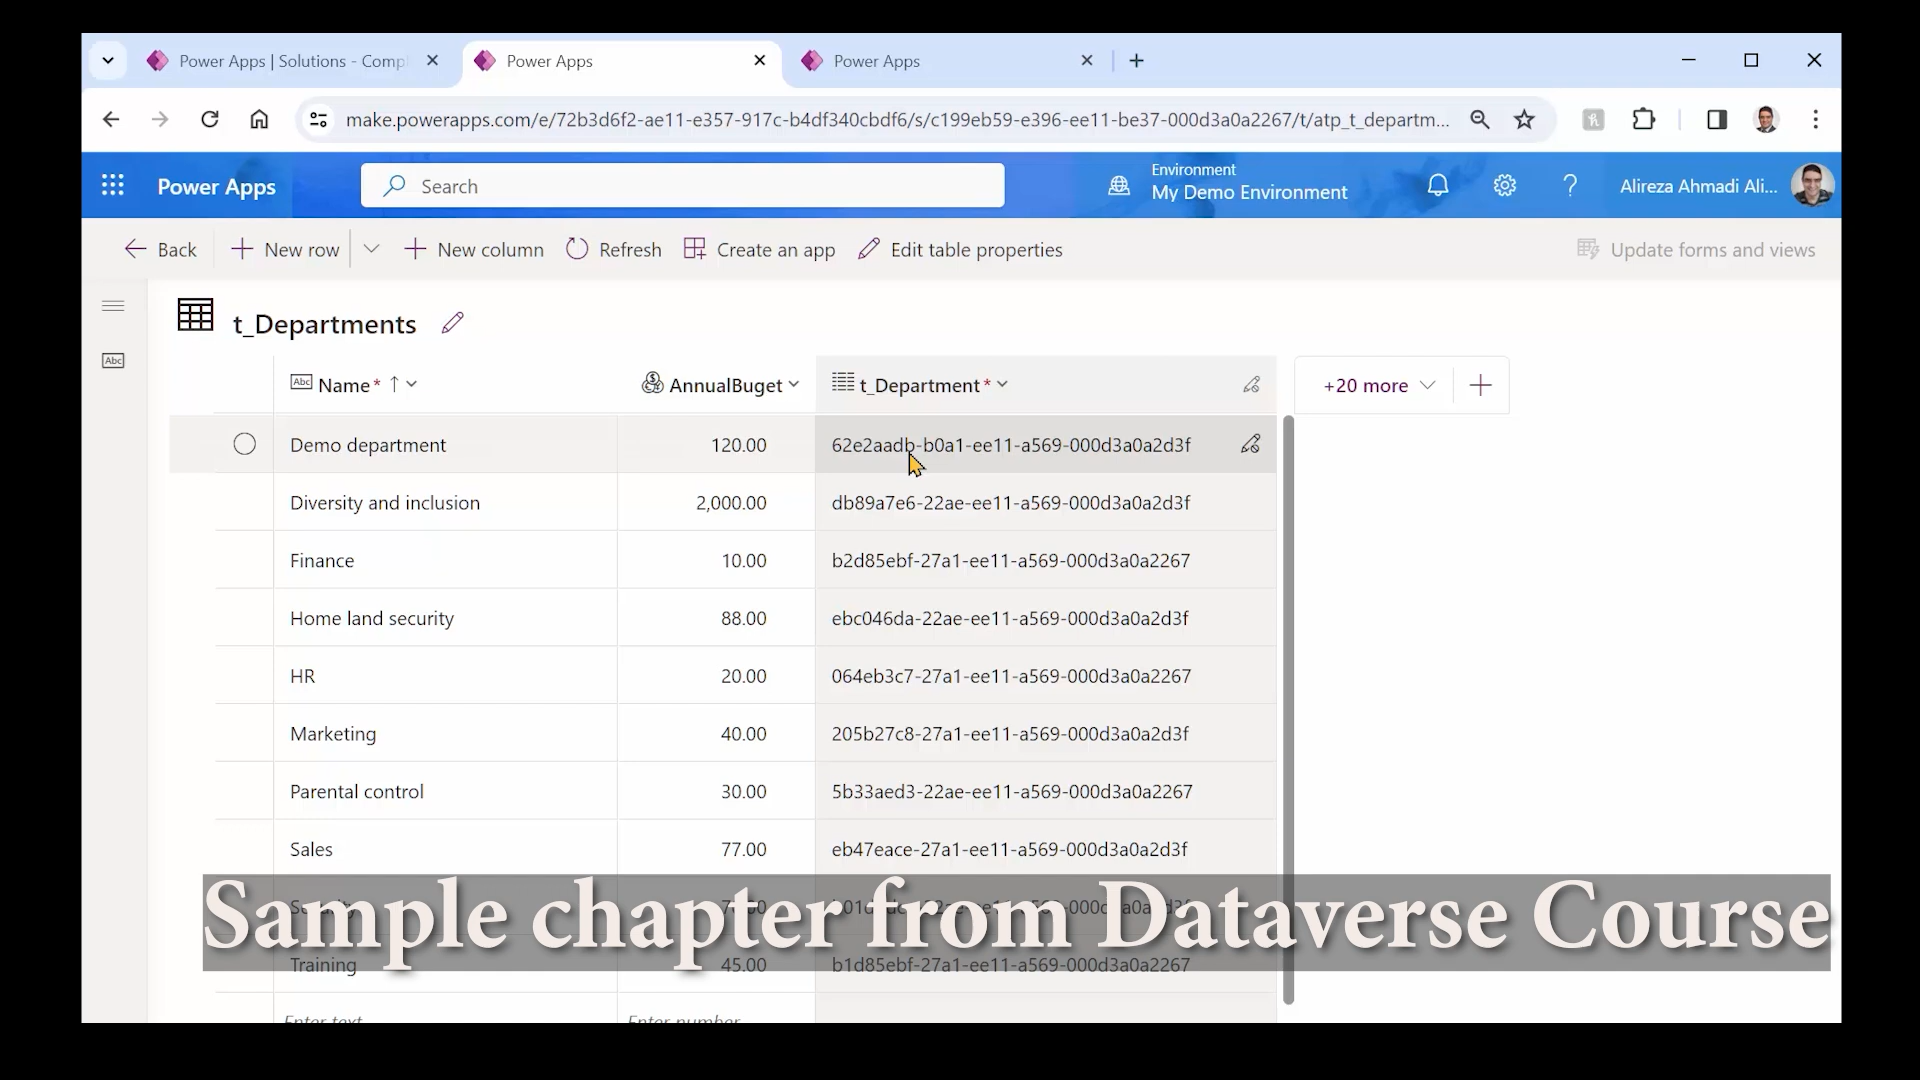 Power Apps | Solutions - Comp
Power Apps
Power Apps
make.powerapps.com/e/72b3d6f2-ae11-e357-917c-b4df340cbdf6/s/c199eb59-e396-ee11-be37-000d3a0a2267/t/atp_t_departm...
Power Apps
Search
Environment
My Demo Environment
Alireza Ahmadi Ali...
Back
New row
New column
Refresh
Create an app
Edit table properties
Update forms and views
t_Departments
Abc
Abc Name* AnnualBuget t_Department* +20 more
Demo department 120.00 62e2aadb-b0a1-ee11-a569-000d3a0a2d3f
Diversity and inclusion 2,000.00 db89a7e6-22ae-ee11-a569-000d3a0a2d3f
Finance 10.00 b2d85ebf-27a1-ee11-a569-000d3a0a2267
Home land security 88.00 ebc046da-22ae-ee11-a569-000d3a0a2d3f
HR 20.00 064eb3c7-27a1-ee11-a569-000d3a0a2267
Marketing 40.00 205b27c8-27a1-ee11-a569-000d3a0a2d3f
Parental control 30.00 5b33aed3-22ae-ee11-a569-000d3a0a2267
Sales 77.00 eb47eace-27a1-ee11-a569-000d3a0a2d3f
Sample chapter from Dataverse Course
Training 45.00 b1d85ebf-27a1-ee11-a569-000d3a0a2267
Enter text Enter number